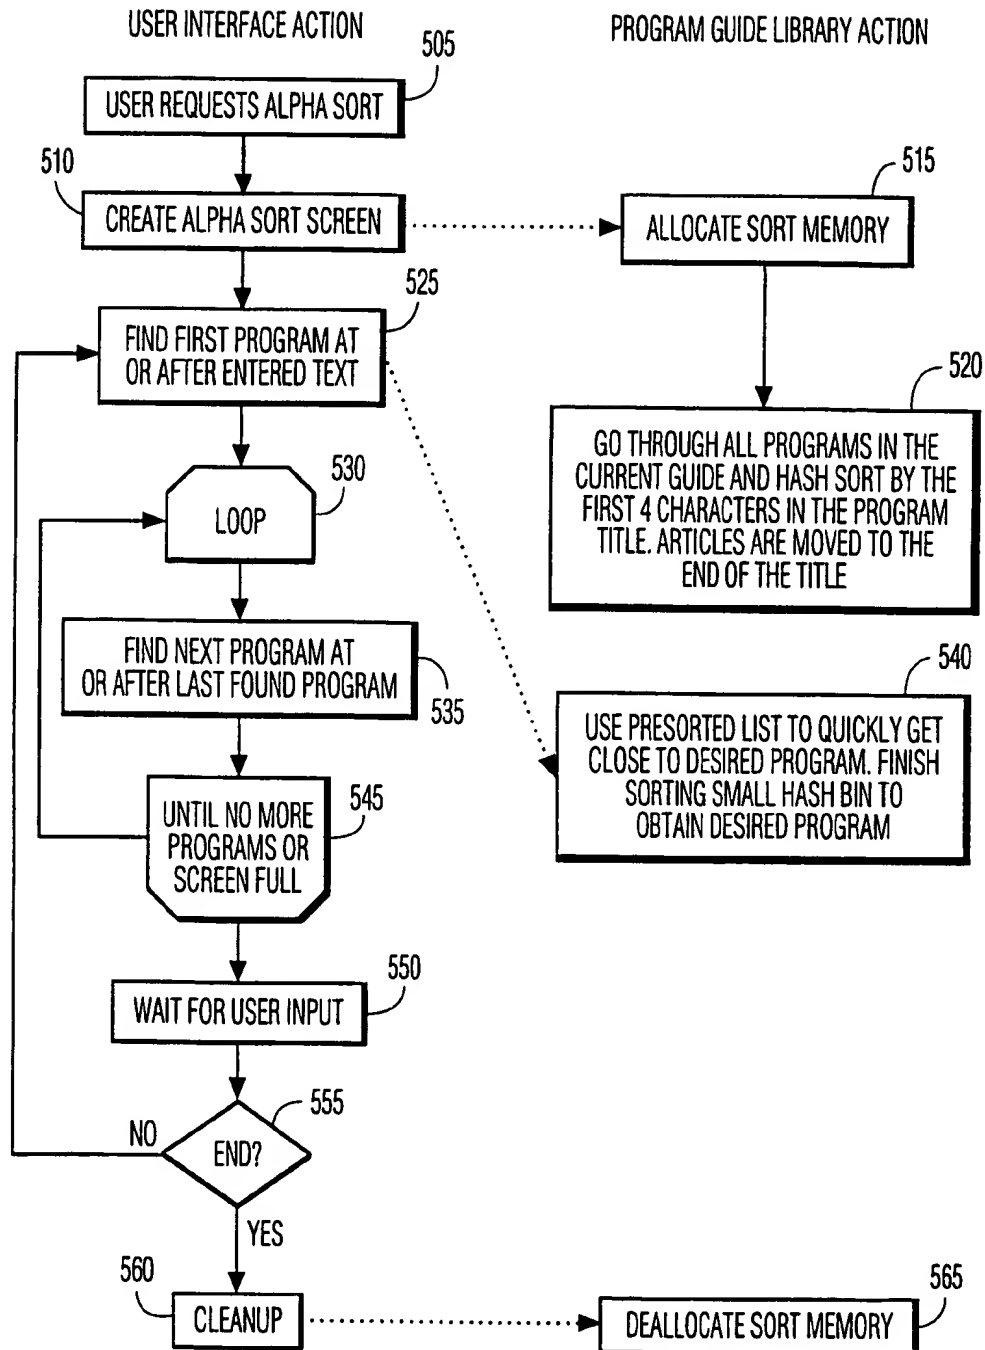 USER INTERFACE ACTION
PROGRAM GUIDE LIBRARY ACTION
505
USER REQUESTS ALPHA SORT
510
CREATE ALPHA SORT SCREEN
515
ALLOCATE SORT MEMORY
525
FIND FIRST PROGRAM AT
OR AFTER ENTERED TEXT
520
GO THROUGH ALL PROGRAMS IN THE
CURRENT GUIDE AND HASH SORT BY THE
FIRST 4 CHARACTERS IN THE PROGRAM
TITLE. ARTICLES ARE MOVED TO THE
END OF THE TITLE
530
LOOP
FIND NEXT PROGRAM AT
OR AFTER LAST FOUND PROGRAM
535
540
USE PRESORTED LIST TO QUICKLY GET
CLOSE TO DESIRED PROGRAM. FINISH
SORTING SMALL HASH BIN TO
OBTAIN DESIRED PROGRAM
545
UNTIL NO MORE
PROGRAMS OR
SCREEN FULL
550
WAIT FOR USER INPUT
555
NO
END?
YES
560
CLEANUP
565
DEALLOCATE SORT MEMORY